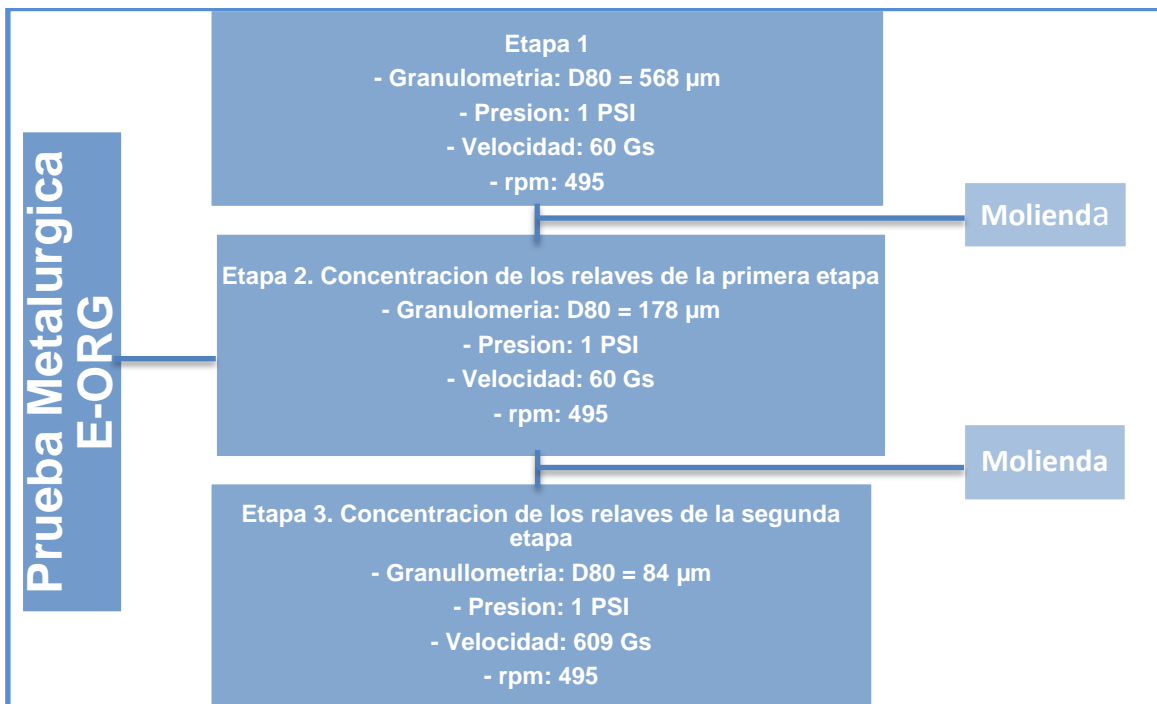 Prueba Metalurgica
E-ORG
Etapa 1
- Granulometria: D80 = 568 µm
- Presion: 1 PSI
- Velocidad: 60 Gs
- rpm: 495
Molienda
Etapa 2. Concentracion de los relaves de la primera etapa
- Granulomeria: D80 = 178 µm
- Presion: 1 PSI
- Velocidad: 60 Gs
- rpm: 495
Molienda
Etapa 3. Concentracion de los relaves de la segunda
etapa
- Granullometria: D80 = 84 µm
- Presion: 1 PSI
- Velocidad: 609 Gs
- rpm: 495